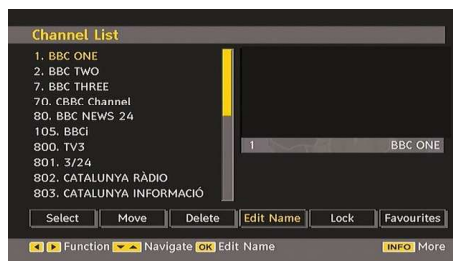 Channel List
1. BBC ONE
2. BBC TWO
7. BBC THREE
70. CBBC Channel
80. BBC NEWS 24
105. BBCi
800. TV3
801. 3/24
802. CATALUNYA RÀDIO
803. CATALUNYA INFORMACIÓ
1 BBC ONE
Select Move Delete Edit Name Lock Favourites
Function Navigate OK Edit Name INFO More